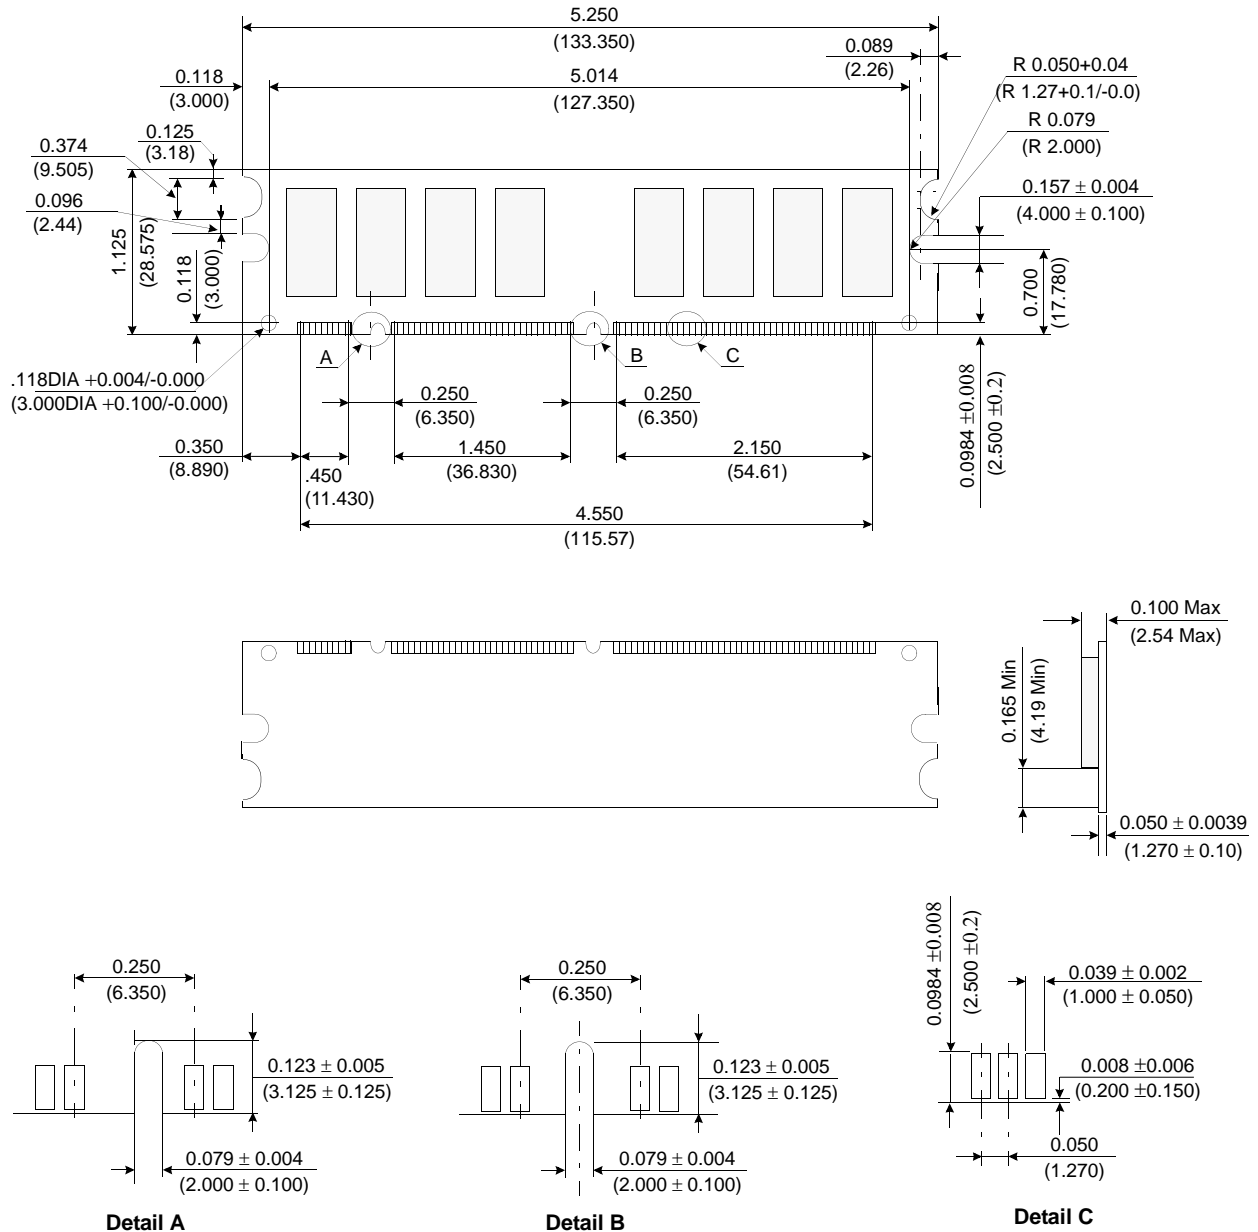 5.250
(133.350)
0.089
(2.26)
R 0.050+0.04
(R 1.27+0.1/-0.0)
0.118
(3.000)
5.014
(127.350)
R 0.079
(R 2.000)
0.125
(3.18)
0.374
(9.505)
0.096
(2.44)
0.157 ± 0.004
(4.000 ± 0.100)
1.125
(28.575)
0.118
(3.000)
0.700
(17.780)
A
B
C
.118DIA +0.004/-0.000
(3.000DIA +0.100/-0.000)
0.250
(6.350)
0.250
(6.350)
0.0984 ±0.008
(2.500 ±0.2)
0.350
(8.890)
.450
(11.430)
1.450
(36.830)
2.150
(54.61)
4.550
(115.57)
0.100 Max
(2.54 Max)
0.165 Min
(4.19 Min)
0.050 ± 0.0039
(1.270 ± 0.10)
0.250
(6.350)
0.123 ± 0.005
(3.125 ± 0.125)
0.079 ± 0.004
(2.000 ± 0.100)
Detail A
0.250
(6.350)
0.123 ± 0.005
(3.125 ± 0.125)
0.079 ± 0.004
(2.000 ± 0.100)
Detail B
0.0984 ±0.008
(2.500 ±0.2)
0.039 ± 0.002
(1.000 ± 0.050)
0.008 ±0.006
(0.200 ±0.150)
0.050
(1.270)
Detail C